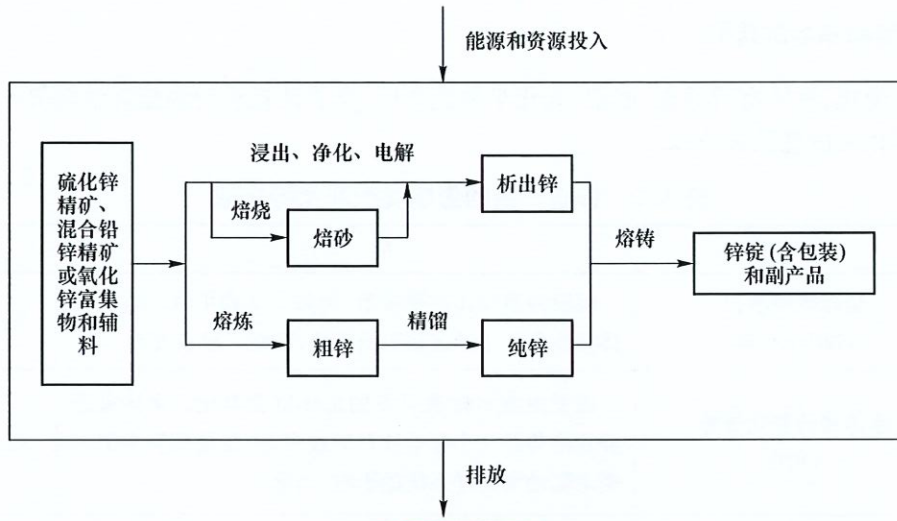 能源和资源投入
硫化锌
精矿、
混合铅
锌精矿
或氧化
锌富集
物和辅
料
浸出、净化、电解
焙烧
焙砂
析出锌
熔炼
粗锌
精馏
纯锌
熔铸
锌锭(含包装)
和副产品
排放